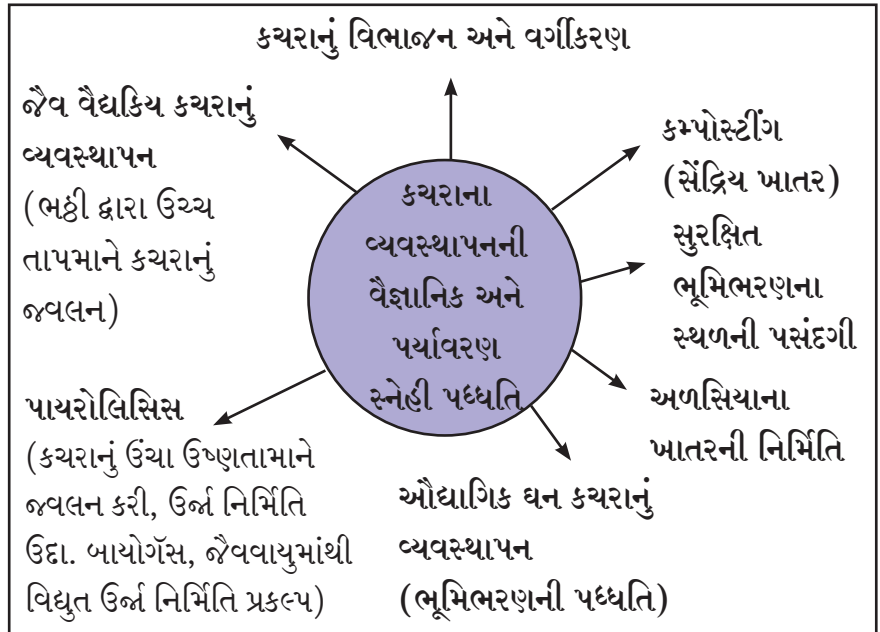 કચરાનું વિભાજન અને વર્ગીકરણ
જૈવ વૈદ્યકિય કચરાનું
વ્યવસ્થાપન
(ભઠ્ઠી દ્વારા ઉચ્ચ
તાપમાને કચરાનું
જ્વલન)
કમ્પોસ્ટીંગ
(સેંદ્રિય ખાતર)
સુરક્ષિત
ભૂમિભરણના
સ્થળની પસંદગી
કચરાના
વ્યવસ્થાપનની
વૈજ્ઞાનિક અને
પર્યાવરણ
સ્નેહી પધ્ધતિ
પાયરોલિસિસ
(કચરાનું ઉંચા ઉષ્ણતામાને
જ્વલન કરી, ઉર્જા નિર્મિતિ
ઉદા. બાયોગૅસ, જૈવવાયુમાંથી
વિદ્યુત ઉર્જા નિર્મિતિ પ્રકલ્પ)
અળસિયાના
ખાતરની નિર્મિતિ
ઔદ્યાગિક ઘન કચરાનું
વ્યવસ્થાપન
(ભૂમિભરણની પધ્ધતિ)